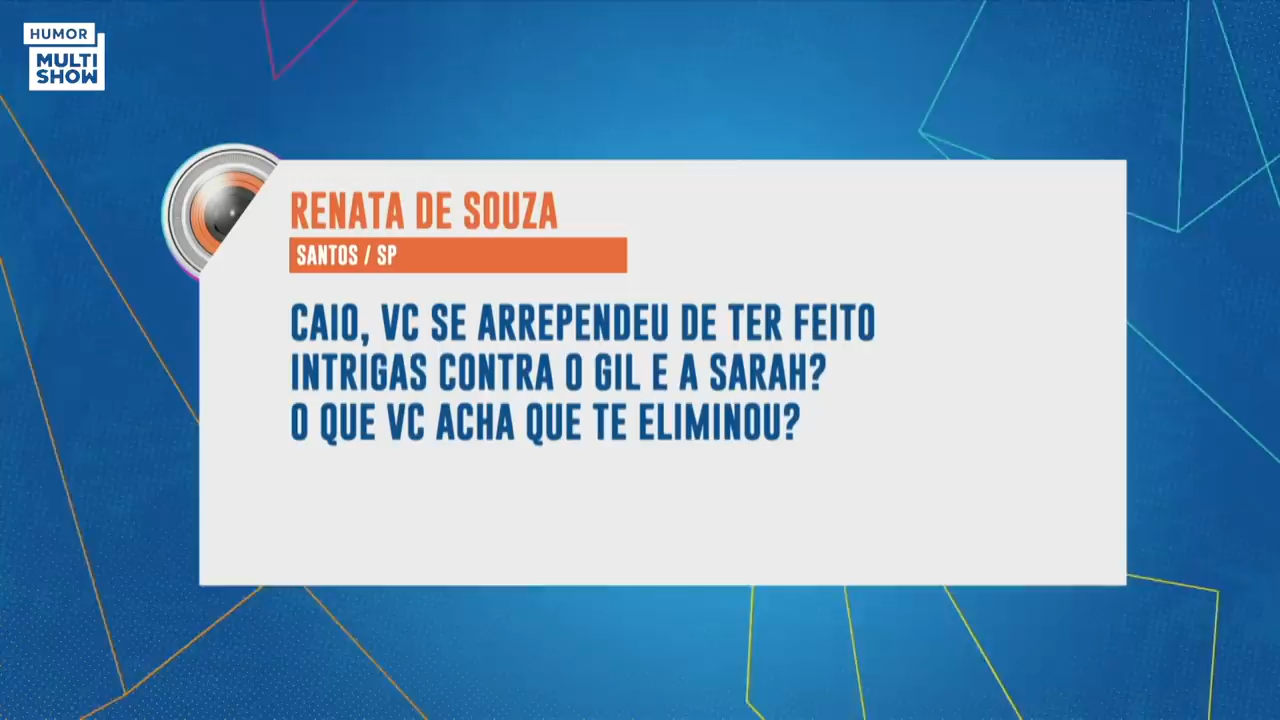 HUMOR
MULTI
SHOW
RENATA DE SOUZA
SANTOS / SP
CAIO, VC SE ARREPENDEU DE TER FEITO
INTRIGAS CONTRA O GIL E A SARAH?
O QUE VC ACHA QUE TE ELIMINOU?